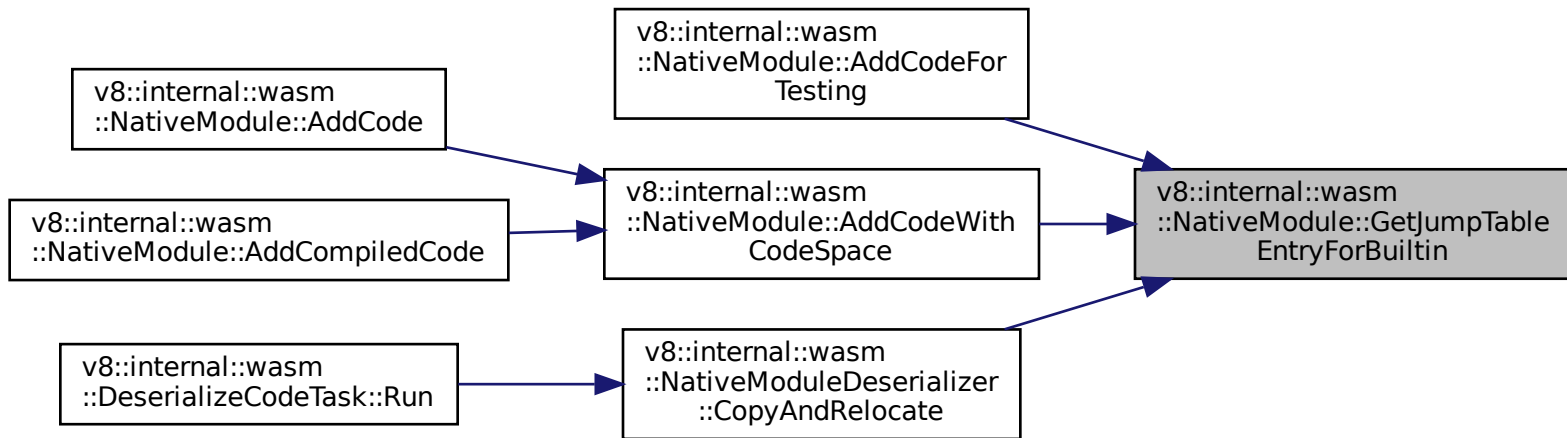 v8::internal::wasm
::NativeModule::AddCodeFor
Testing
v8::internal::wasm
::NativeModule::AddCode
v8::internal::wasm
::NativeModule::AddCodeWith
CodeSpace
v8::internal::wasm
::NativeModule::GetJumpTable
EntryForBuiltin
v8::internal::wasm
::NativeModule::AddCompiledCode
v8::internal::wasm
::NativeModuleDeserializer
::CopyAndRelocate
v8::internal::wasm
::DeserializeCodeTask::Run